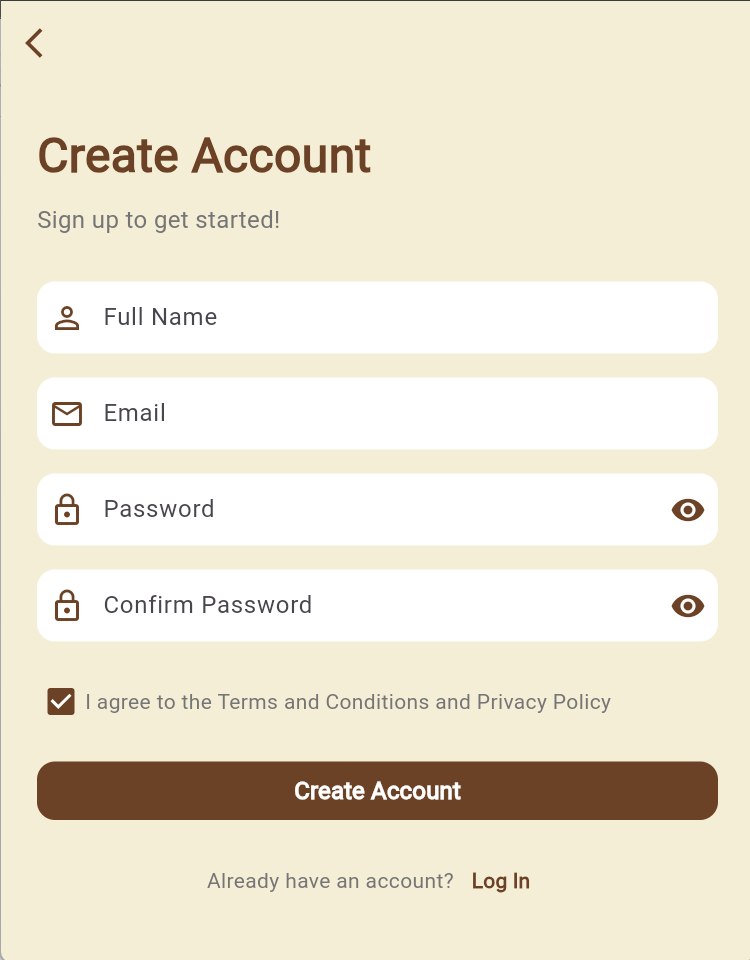 Create Account
Sign up to get started!
Full Name
Email
Password
Confirm Password
I agree to the Terms and Conditions and Privacy Policy
Create Account
Already have an account? Log In